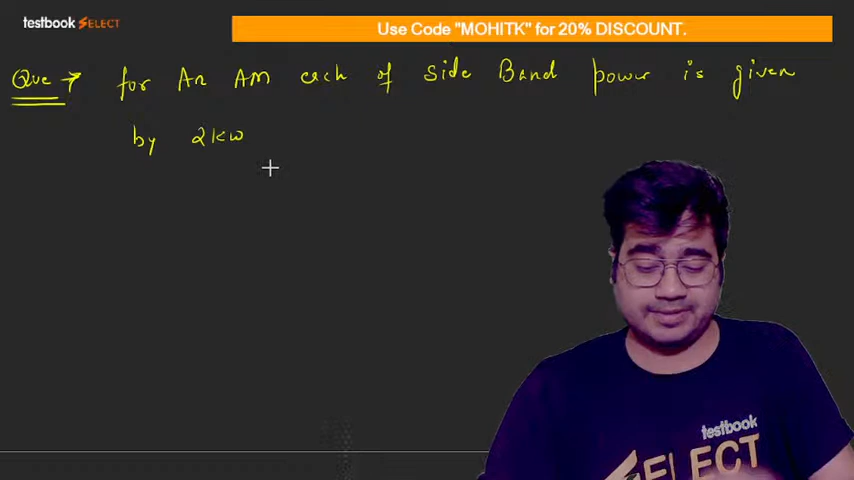 testbook SELECT
Use Code "MOHITK" for 20% DISCOUNT.
Que → for An AM each of side Band power is given
by 2kw
testbook
SELECT